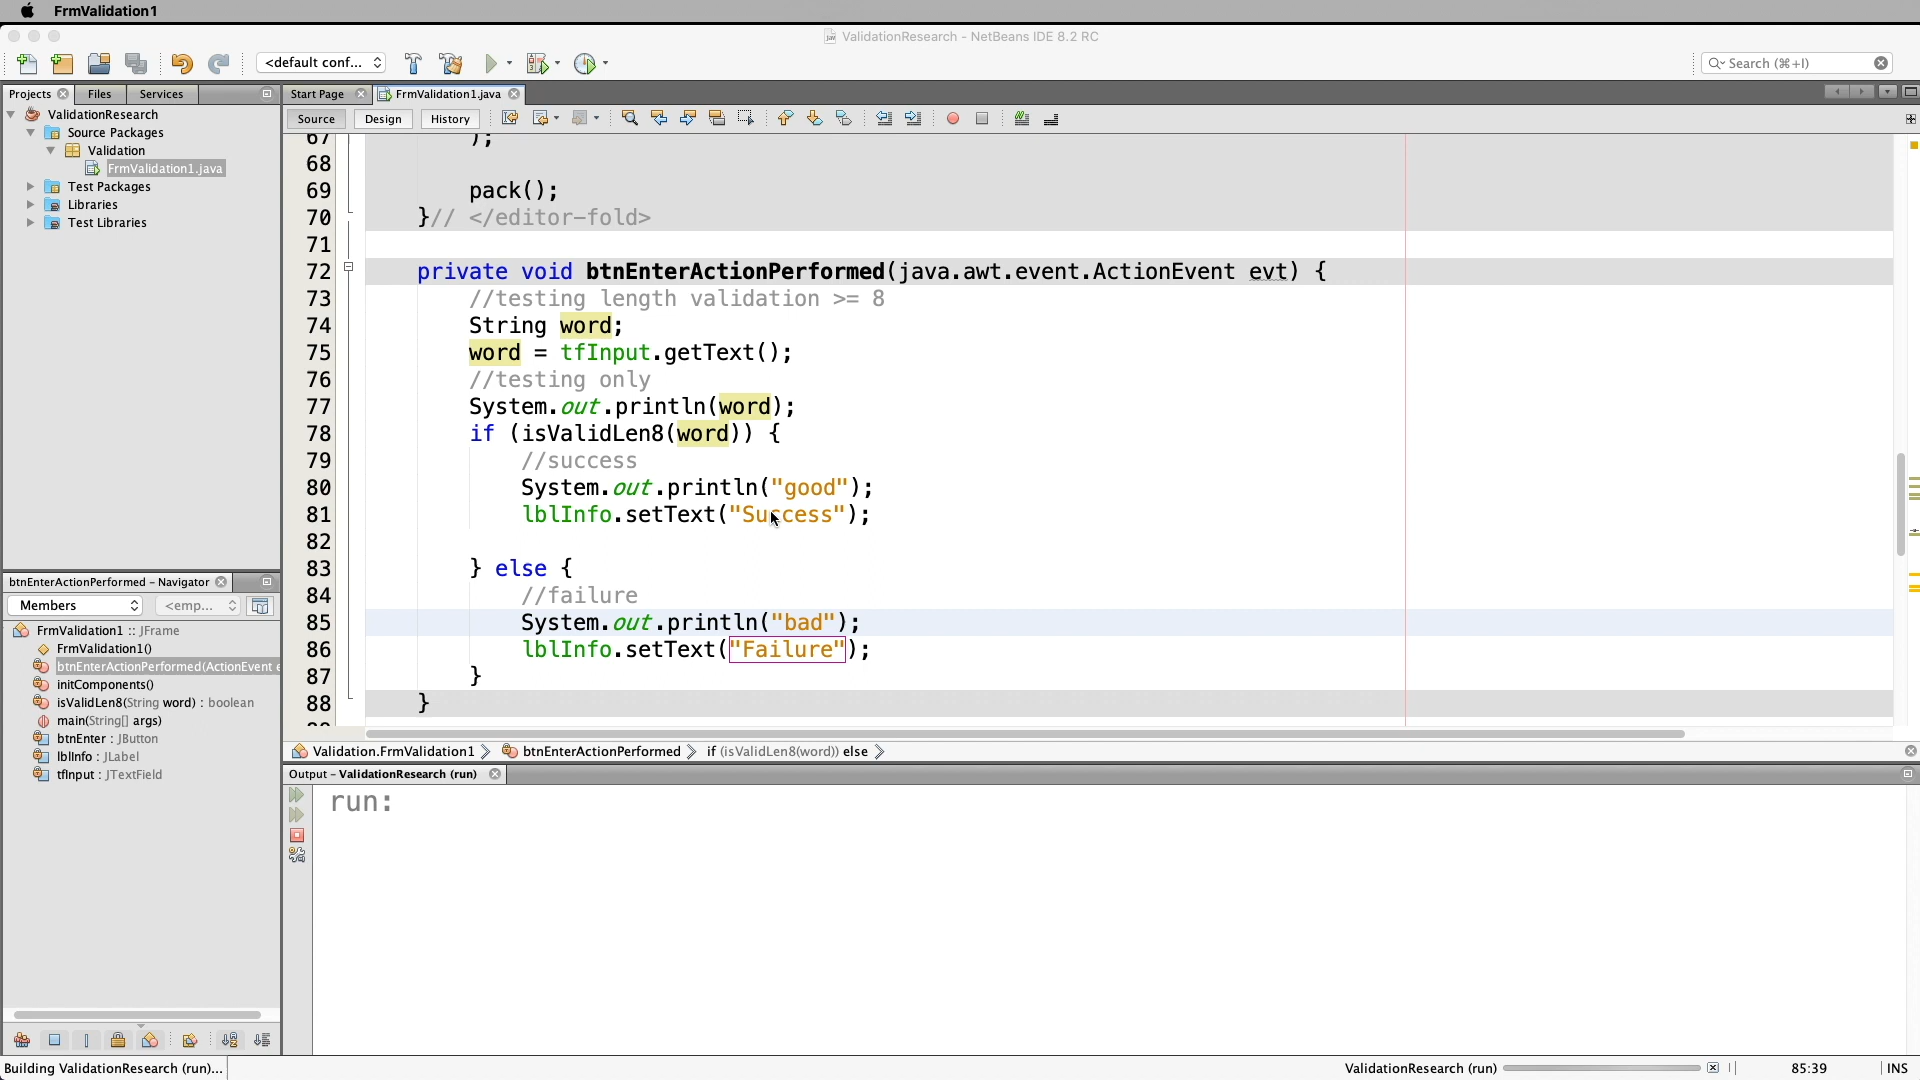 FrmValidation1
ValidationResearch - NetBeans IDE 8.2 RC
<default conf...
Search (⌘+I)
Projects
Files
Services
Start Page
FrmValidation1.java
Source
Design
History
ValidationResearch
Source Packages
Validation
FrmValidation1.java
Test Packages
Libraries
Test Libraries
67 );
68
69 pack();
70 }// </editor-fold>
71
72 private void btnEnterActionPerformed(java.awt.event.ActionEvent evt) {
73 //testing length validation >= 8
74 String word;
75 word = tfInput.getText();
76 //testing only
77 System.out.println(word);
78 if (isValidLen8(word)) {
79 //success
80 System.out.println("good");
81 lblInfo.setText("Success");
82
83 } else {
84 //failure
85 System.out.println("bad");
86 lblInfo.setText("Failure");
87 }
88 }
btnEnterActionPerformed - Navigator
Members
<emp...
FrmValidation1 :: JFrame
FrmValidation1()
btnEnterActionPerformed(ActionEvent e
initComponents()
isValidLen8(String word) : boolean
main(String[] args)
btnEnter : JButton
lblInfo : JLabel
tfInput : JTextField
Validation.FrmValidation1
btnEnterActionPerformed
if (isValidLen8(word)) else
Output - ValidationResearch (run)
run:
Building ValidationResearch (run)...
ValidationResearch (run)
85:39
INS